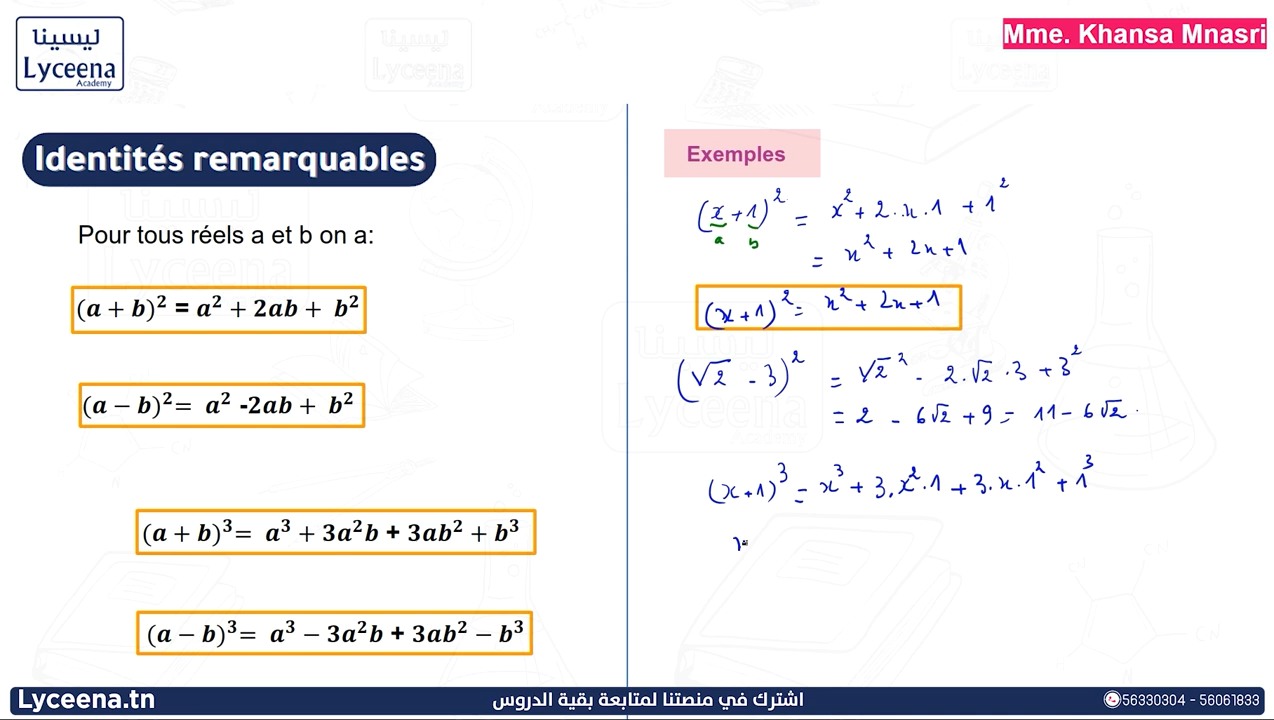 ليسينا
Lyceena
Academy
Mme. Khansa Mnasri
Identités remarquables
Pour tous réels a et b on a:
(a + b)² = a² + 2ab + b²
(a − b)²= a² -2ab + b²
(a + b)³= a³ + 3a²b + 3ab² + b³
(a − b)³= a³ − 3a²b + 3ab² − b³
Exemples
(x+1)² = x² + 2.x.1 + 1²
a b
= x² + 2x+1
(x+1)² = x² + 2x+1
(√2 - 3)² = √2² - 2.√2.3 + 3²
= 2 - 6√2 + 9 = 11 - 6√2.
(x+1)³ = x³ + 3.x².1 + 3.x.1² + 1³
Lyceena.tn
اشترك في منصتنا لمتابعة بقية الدروس
56330304 - 56061833